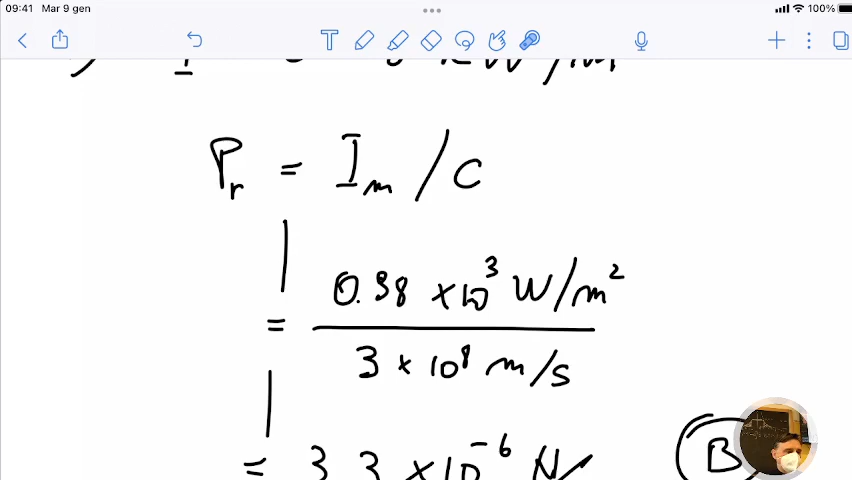 09:41 Mar 9 gen 100%
T
Pr = Im / c
= 0.98 × 10³ W/m² / 3 × 10⁸ m/s
= 3.3 × 10⁻⁶ N/
B